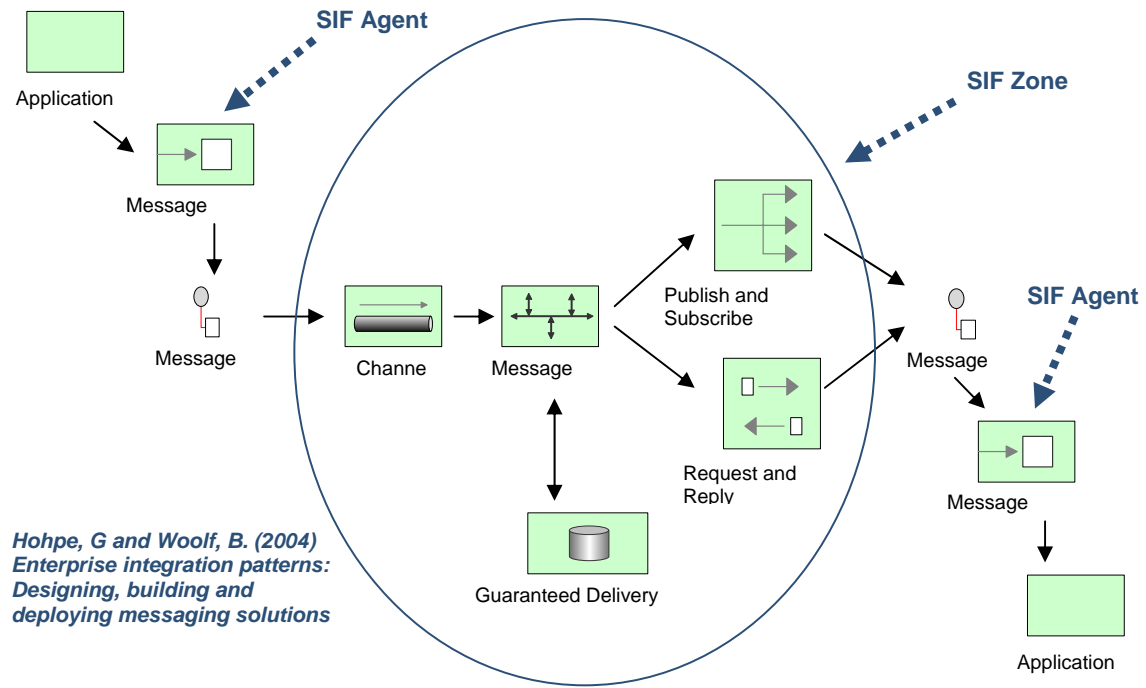 SIF Agent
SIF Zone
Application
Message
Message
Channe
Message
Publish and
Subscribe
Request and
Reply
Guaranteed Delivery
SIF Agent
Message
Message
Application
Hohpe, G and Woolf, B. (2004)
Enterprise integration patterns:
Designing, building and
deploying messaging solutions